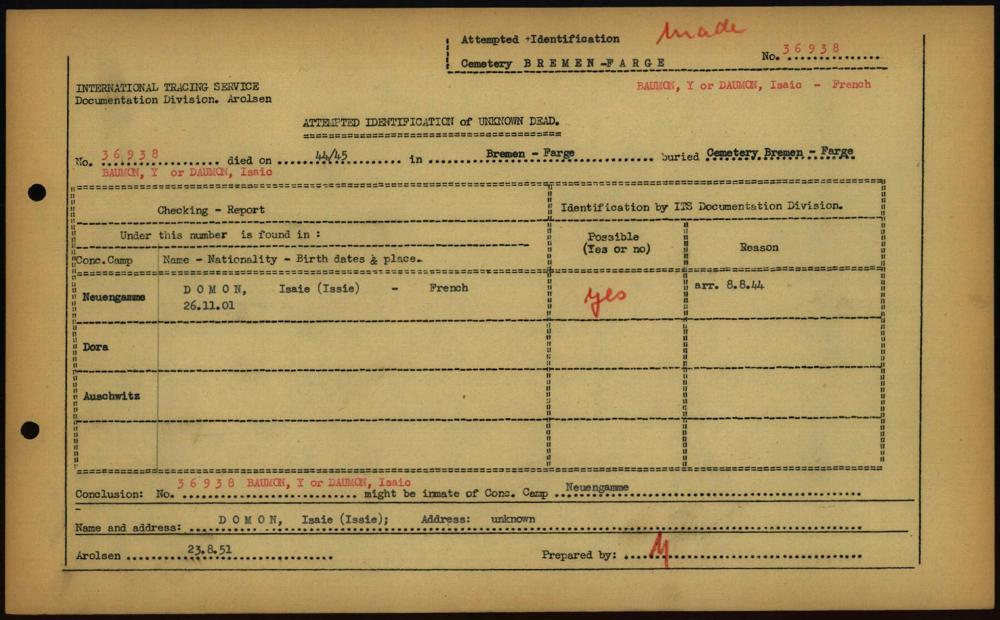 Attempted +Identification made
Cemetery BREMEN-FARGE No. 36938
BAUMON, Y or DAUMON, Isaic - French
INTERNATIONAL TRACING SERVICE
Documentation Division. Arolsen
ATTEMPTED IDENTIFICATION of UNKNOWN DEAD.
No. 36,938 died on 44/45 in Bremen - Farge buried Cemetery Bremen - Farge
BAUMON, Y or DAUMON, Isaic
Checking - Report
Identification by ITS Documentation Division.
Under this number is found in :
Possible (Yes or no)
Reason
Conc.Camp Name - Nationality - Birth dates & place.
Neuengamme DOMON, Isaie (Issie) - French yes arr. 8.8.44
26.11.01
Dora
Auschwitz
36938 BAUMON, Y or DAUMON, Isaic
Conclusion: No. might be inmate of Conc. Camp Neuengamme
Name and address: DOMON, Isaie (Issie); Address: unknown
Arolsen 23.8.51 Prepared by: